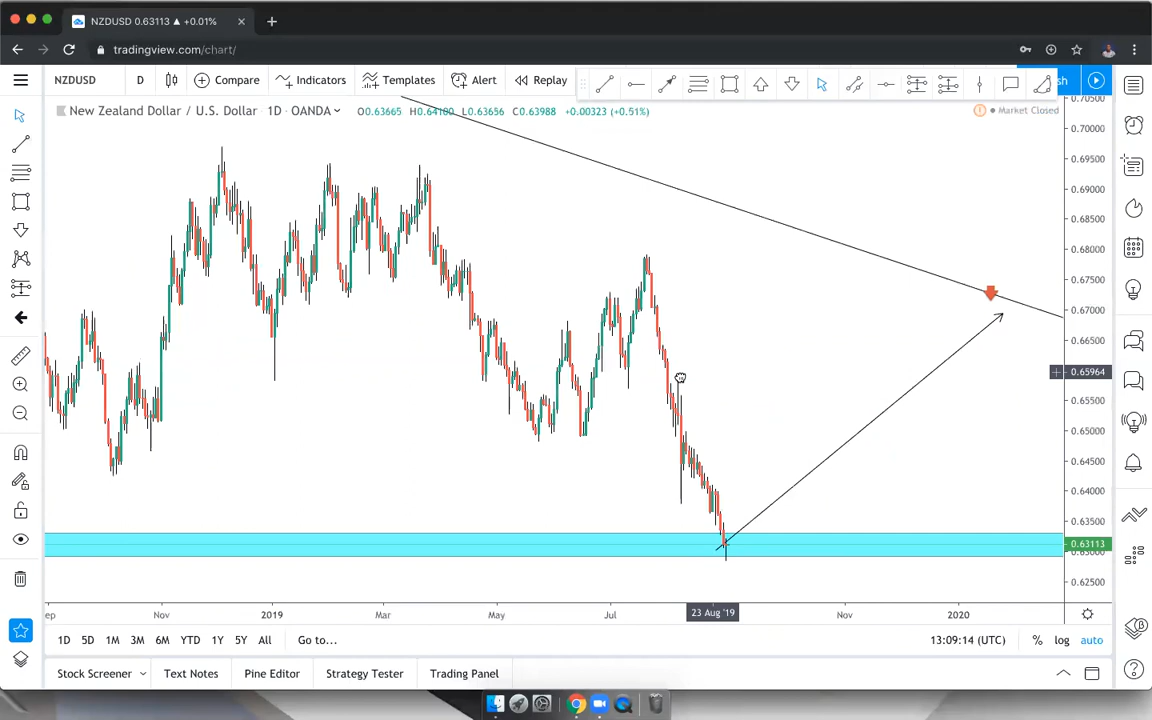 NZDUSD 0.63113 ▲ +0.01%
tradingview.com/chart/
NZDUSD D Compare Indicators Templates Alert Replay
New Zealand Dollar / U.S. Dollar · 1D · OANDA O0.63665 H0.64100 L0.63656 C0.63988 +0.00323 (+0.51%)
Market Closed
0.70500
0.70000
0.69500
0.69000
0.68500
0.68000
0.67500
0.67000
0.66500
0.65964
0.65500
0.65000
0.64500
0.64000
0.63500
0.63113
0.63000
0.62500
Nov 2019 Mar May Jul 23 Aug '19 Nov 2020
1D 5D 1M 3M 6M YTD 1Y 5Y All Go to... 13:09:14 (UTC) % log auto
Stock Screener Text Notes Pine Editor Strategy Tester Trading Panel